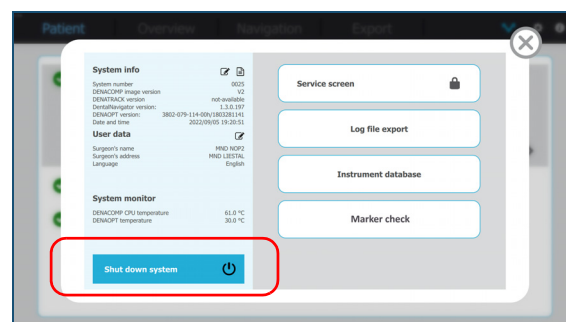 Patient Overview Navigation Export
System info
System number 0025
DENACOMP image version V2
DENATRACK version not-available
DentalNavigator version: 1.3.0.197
DENAOPT version: 3802-079-114-00h/1803281141
Date and time 2022/09/05 19:20:51
User data
Surgeon's name MND NOP2
Surgeon's address MND LIESTAL
Language English
System monitor
DENACOMP CPU temperature 61.0 °C
DENAOPT temperature 30.0 °C
Shut down system
Service screen
Log file export
Instrument database
Marker check